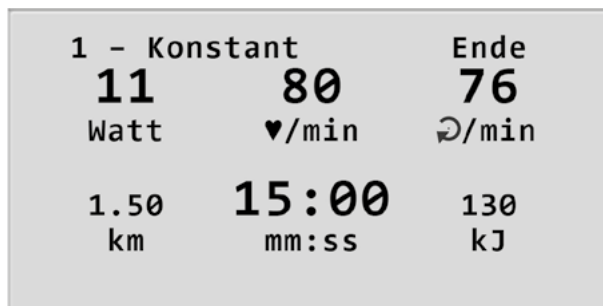 1 – Konstant Ende
11 80 76
Watt ♥/min ⟳/min
1.50 15:00 130
km mm:ss kJ